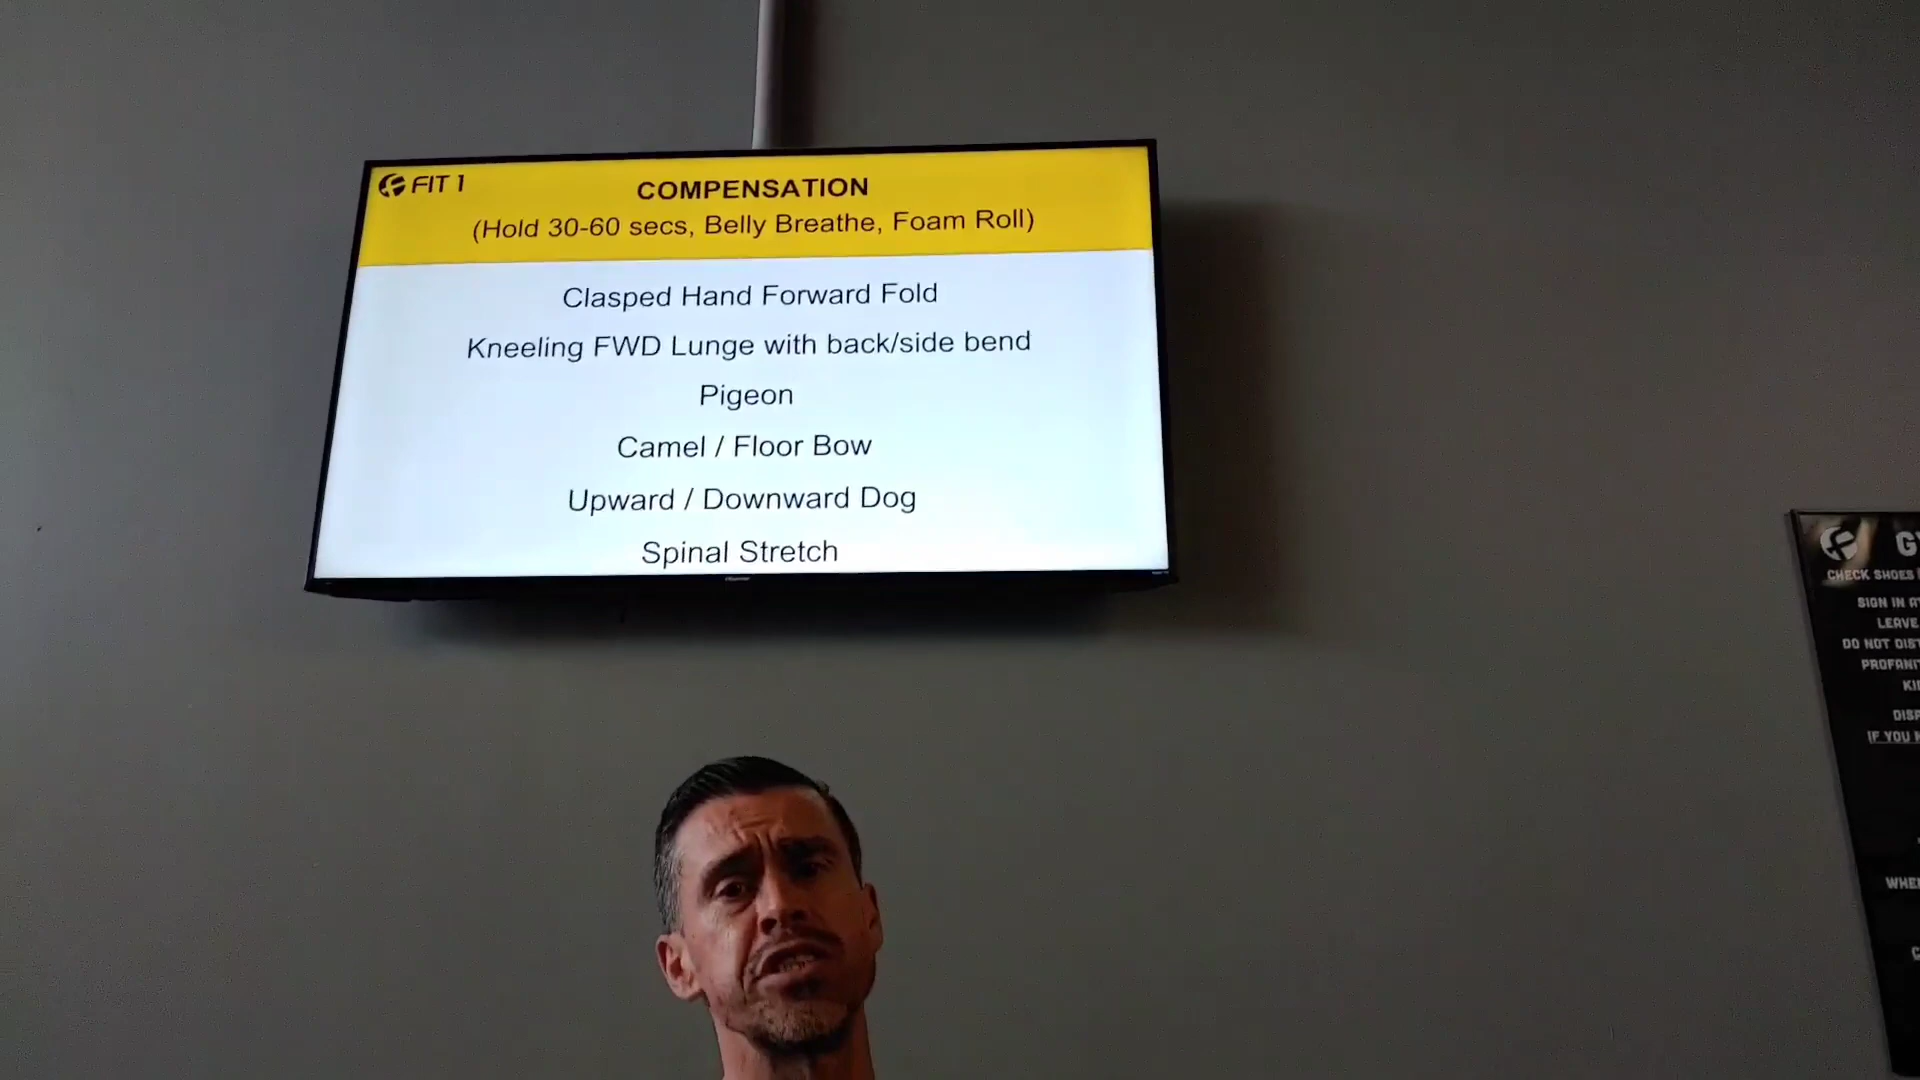 FIT 1
COMPENSATION
(Hold 30-60 secs, Belly Breathe, Foam Roll)
Clasped Hand Forward Fold
Kneeling FWD Lunge with back/side bend
Pigeon
Camel / Floor Bow
Upward / Downward Dog
Spinal Stretch
CHECK SHOES
SIGN IN
LEAVE
DO NOT
IF YOU